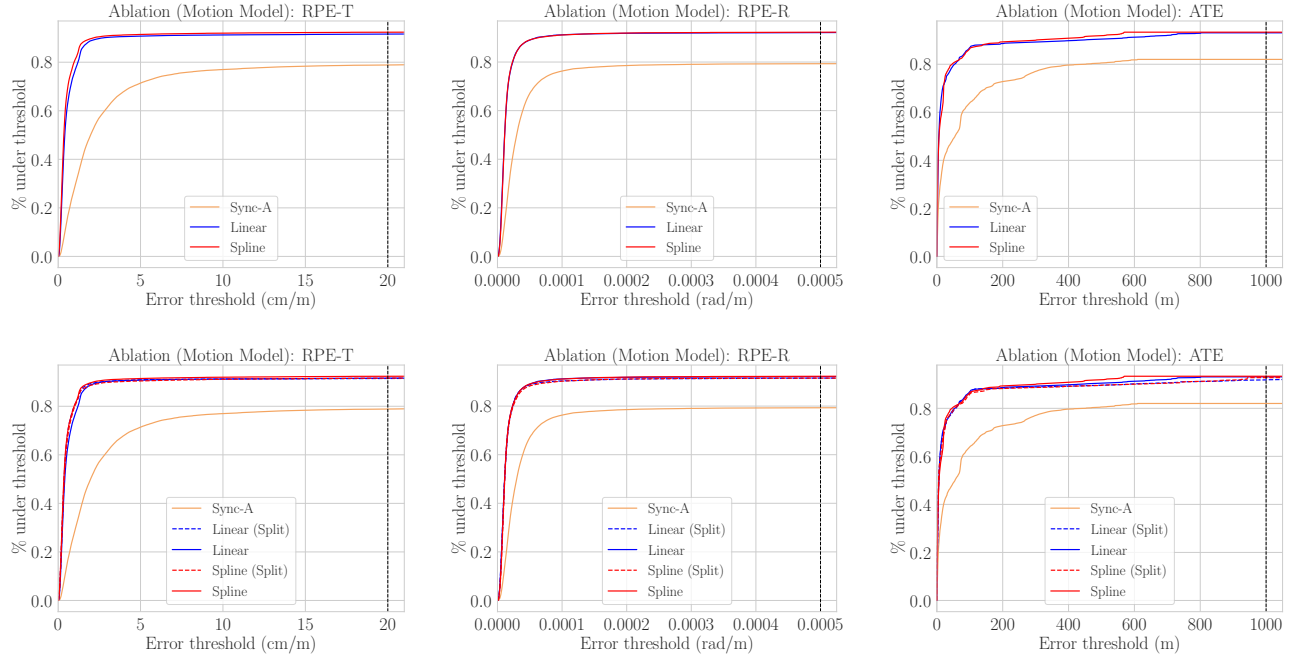 Ablation (Motion Model): RPE-T
% under threshold
0.8
0.6
0.4
0.2
0.0
Sync-A
Linear
Spline
0 5 10 15 20
Error threshold (cm/m)
Ablation (Motion Model): RPE-R
% under threshold
0.8
0.6
0.4
0.2
0.0
Sync-A
Linear
Spline
0.0000 0.0001 0.0002 0.0003 0.0004 0.0005
Error threshold (rad/m)
Ablation (Motion Model): ATE
% under threshold
0.8
0.6
0.4
0.2
0.0
Sync-A
Linear
Spline
0 200 400 600 800 1000
Error threshold (m)
Ablation (Motion Model): RPE-T
% under threshold
0.8
0.6
0.4
0.2
0.0
Sync-A
Linear (Split)
Linear
Spline (Split)
Spline
0 5 10 15 20
Error threshold (cm/m)
Ablation (Motion Model): RPE-R
% under threshold
0.8
0.6
0.4
0.2
0.0
Sync-A
Linear (Split)
Linear
Spline (Split)
Spline
0.0000 0.0001 0.0002 0.0003 0.0004 0.0005
Error threshold (rad/m)
Ablation (Motion Model): ATE
% under threshold
0.8
0.6
0.4
0.2
0.0
Sync-A
Linear (Split)
Linear
Spline (Split)
Spline
0 200 400 600 800 1000
Error threshold (m)